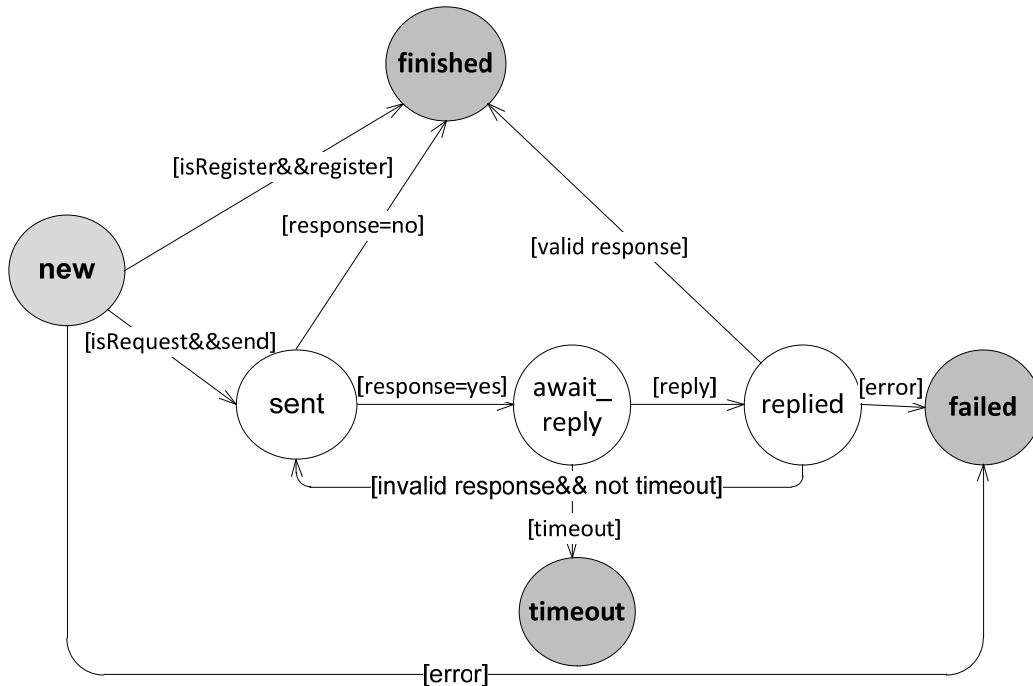 finished
[isRegister&&register]
[response=no]
[valid response]
new
[isRequest&&send]
sent
[response=yes]
await_
reply
[reply]
replied
[error]
failed
[invalid response&& not timeout]
[timeout]
timeout
[error]